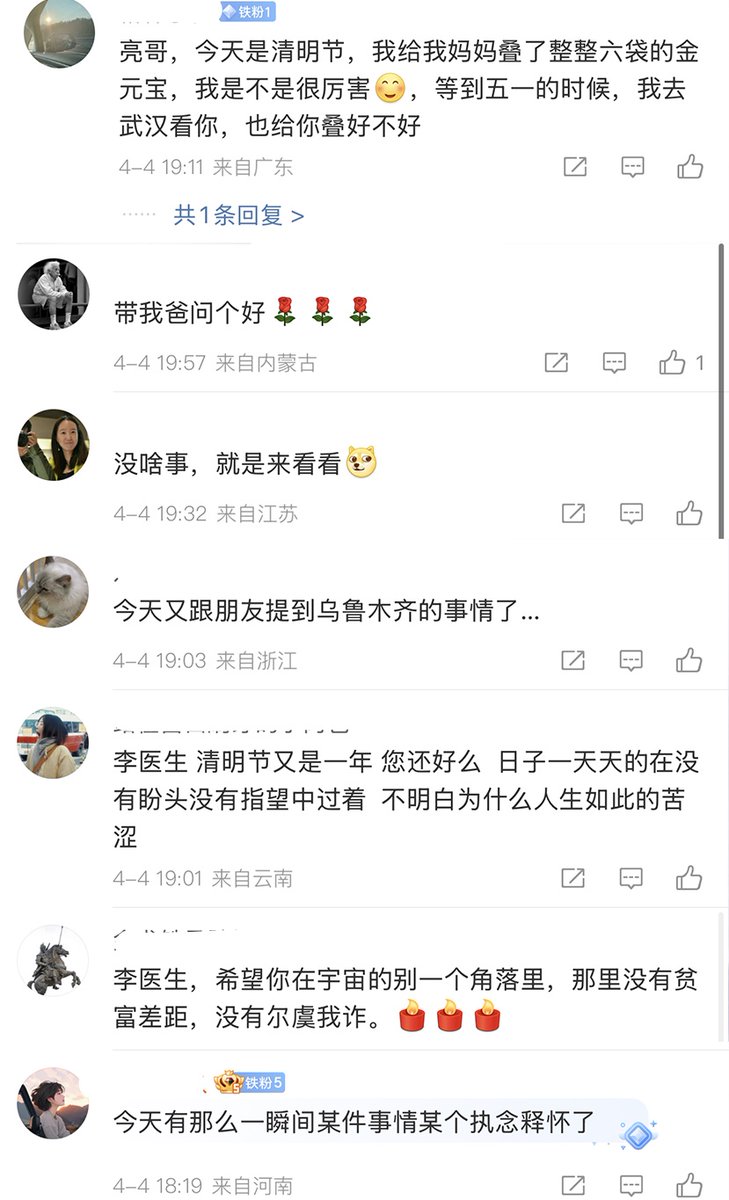 铁粉1
亮哥，今天是清明节，我给我妈妈叠了整整六袋的金
元宝，我是不是很厉害😊，等到五一的时候，我去
武汉看你，也给你叠好不好
4-4 19:11 来自广东
共1条回复 >
带我爸问个好🌹🌹🌹
4-4 19:57 来自内蒙古
1
没啥事，就是来看看
4-4 19:32 来自江苏
今天又跟朋友提到乌鲁木齐的事情了...
4-4 19:03 来自浙江
李医生 清明节又是一年 您还好么 日子一天天的在没
有盼头没有指望中过着 不明白为什么人生如此的苦
涩
4-4 19:01 来自云南
李医生，希望你在宇宙的别一个角落里，那里没有贫
富差距，没有尔虞我诈。🕯🕯🕯
5 铁粉5
今天有那么一瞬间某件事情某个执念释怀了
4-4 18:19 来自河南